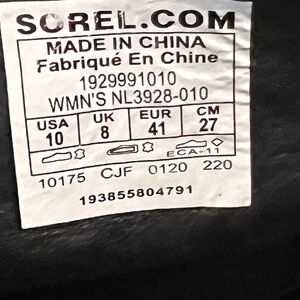 SOREL.COM
MADE IN CHINA
Fabriqué En Chine
1929991010
WMN'S NL3928-010
USA UK EUR CM
10 8 41 27
ECA-11
10175 CJF 0120 220
193855804791